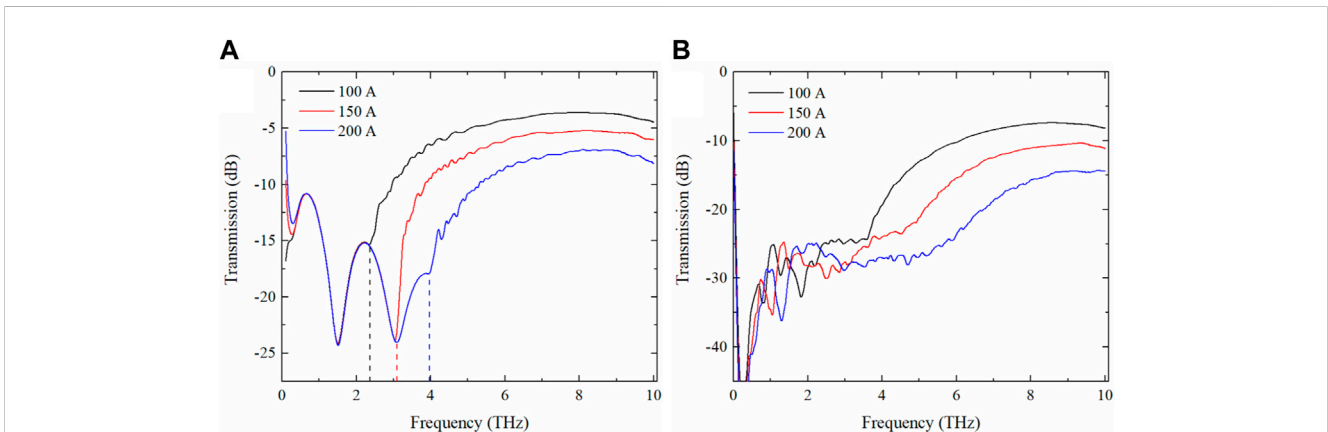 A
B
0
-5
-10
-15
-20
-25
Transmission (dB)
100 A
150 A
200 A
0 2 4 6 8 10
Frequency (THz)
0
-10
-20
-30
-40
Transmission (dB)
100 A
150 A
200 A
0 2 4 6 8 10
Frequency (THz)